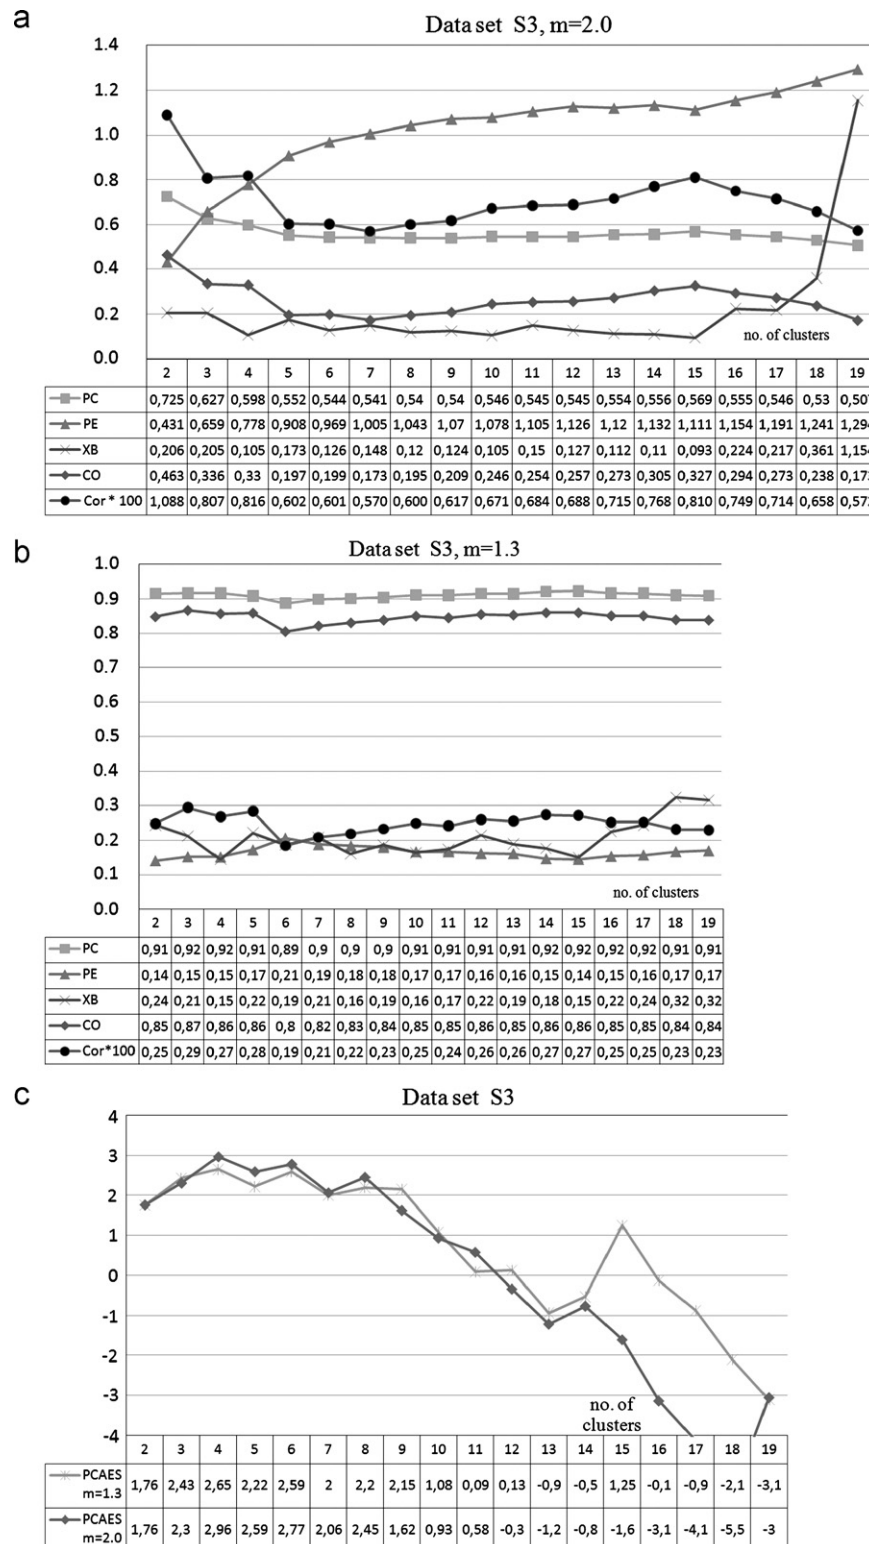 a
Data set S3, m=2.0
1.4
1.2
1.0
0.8
0.6
0.4
0.2
0.0
no. of clusters
2 3 4 5 6 7 8 9 10 11 12 13 14 15 16 17 18 19
PC 0,725 0,627 0,598 0,552 0,544 0,541 0,54 0,54 0,546 0,545 0,545 0,554 0,556 0,569 0,555 0,546 0,53 0,507
PE 0,431 0,659 0,778 0,908 0,969 1,005 1,043 1,07 1,078 1,105 1,126 1,12 1,132 1,111 1,154 1,191 1,241 1,294
XB 0,206 0,205 0,105 0,173 0,126 0,148 0,12 0,124 0,105 0,15 0,127 0,112 0,11 0,093 0,224 0,217 0,361 1,154
CO 0,463 0,336 0,33 0,197 0,199 0,173 0,195 0,209 0,246 0,254 0,257 0,273 0,305 0,327 0,294 0,273 0,238 0,173
Cor * 100 1,088 0,807 0,816 0,602 0,601 0,570 0,600 0,617 0,671 0,684 0,688 0,715 0,768 0,810 0,749 0,714 0,658
b
Data set S3, m=1.3
1.0
0.9
0.8
0.7
0.6
0.5
0.4
0.3
0.2
0.1
0.0
no. of clusters
2 3 4 5 6 7 8 9 10 11 12 13 14 15 16 17 18 19
PC 0,91 0,92 0,92 0,91 0,89 0,9 0,9 0,9 0,91 0,91 0,91 0,91 0,92 0,92 0,92 0,92 0,91 0,91
PE 0,14 0,15 0,15 0,17 0,21 0,19 0,18 0,18 0,17 0,17 0,16 0,16 0,15 0,14 0,15 0,16 0,17 0,17
XB 0,24 0,21 0,15 0,22 0,19 0,21 0,16 0,19 0,16 0,17 0,22 0,19 0,18 0,15 0,22 0,24 0,32 0,32
CO 0,85 0,87 0,86 0,86 0,8 0,82 0,83 0,84 0,85 0,85 0,86 0,85 0,86 0,86 0,85 0,85 0,84 0,84
Cor*100 0,25 0,29 0,27 0,28 0,19 0,21 0,22 0,23 0,25 0,24 0,26 0,26 0,27 0,27 0,25 0,25 0,23 0,23
c
Data set S3
4
3
2
1
0
-1
-2
-3
-4
no. of
clusters
2 3 4 5 6 7 8 9 10 11 12 13 14 15 16 17 18 19
PCAES
m=1.3 1,76 2,43 2,65 2,22 2,59 2 2,2 2,15 1,08 0,09 0,13 -0,9 -0,5 1,25 -0,1 -0,9 -2,1 -3,1
PCAES
m=2.0 1,76 2,3 2,96 2,59 2,77 2,06 2,45 1,62 0,93 0,58 -0,3 -1,2 -0,8 -1,6 -3,1 -4,1 -5,5 -3